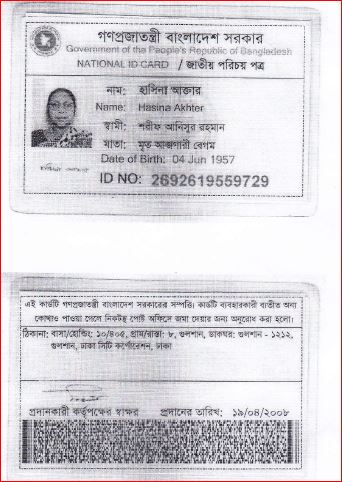 গণপ্রজাতন্ত্রী বাংলাদেশ সরকার
Government of the People's Republic of Bangladesh
NATIONAL ID CARD / জাতীয় পরিচয় পত্র
নাম: হাসিনা আক্তার
Name: Hasina Akhter
স্বামী: শরীফ আনিসুর রহমান
মাতা: মৃত আজগারী বেগম
Date of Birth: 04 Jun 1957
ID NO: 2692619559729
এই কার্ডটি গণপ্রজাতন্ত্রী বাংলাদেশ সরকারের সম্পত্তি। কার্ডটি ব্যবহারকারী ব্যতীত অন্য
কোথাও পাওয়া গেলে নিকটস্থ পোষ্ট অফিসে জমা দেয়ার জন্য অনুরোধ করা হলো।
ঠিকানা: বাসা/হোল্ডিং: ১০/৪০৫, গ্রাম/রাস্তা: ৮, গুলশান, ডাকঘর: গুলশান - ১২১২,
গুলশান, ঢাকা সিটি কর্পোরেশন, ঢাকা
প্রদানকারী কর্তৃপক্ষের স্বাক্ষর প্রদানের তারিখ: ১৯/০৪/২০০৮